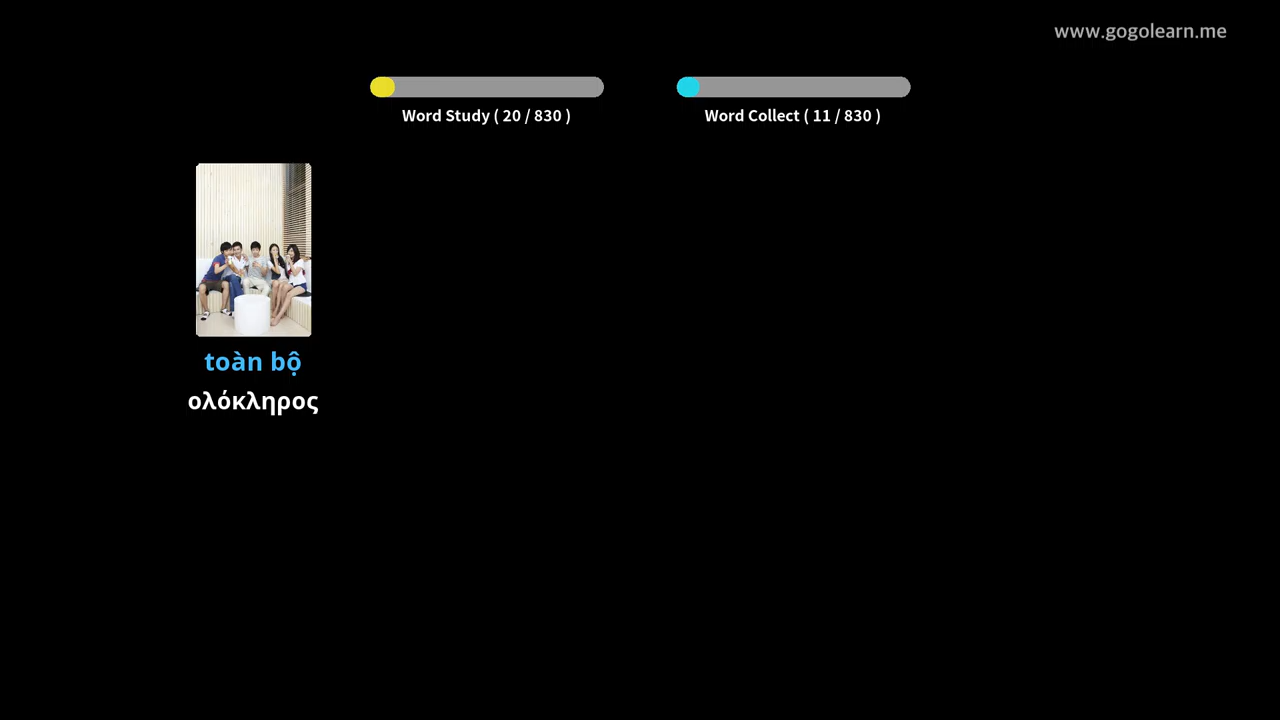 www.gogolearn.me
Word Study ( 20 / 830 )
Word Collect ( 11 / 830 )
toàn bộ
ολόκληρος